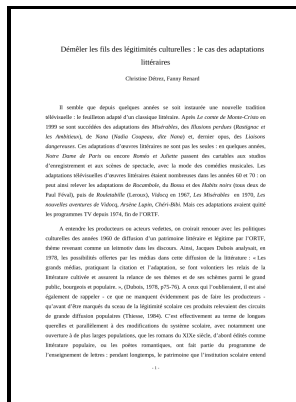 Démêler les fils des légitimités culturelles : le cas des adaptations
littéraires
Christine Détrez, Fanny Renard
Il semble que depuis quelques années se soit instaurée une nouvelle tradition
télévisuelle : le feuilleton adapté d'un classique littéraire. Après Le comte de Monte-Cristo en
1999 se sont succédées des adaptations des Misérables, des Illusions perdues (Rastignac et
les Ambitieux), de Nana (Nadia Coupeau, dite Nana) et, dernier opus, des Liaisons
dangereuses. Ces adaptations d'œuvres littéraires ne sont pas les seules : en quelques années,
Notre Dame de Paris ou encore Roméo et Juliette passent des cartables aux studios
d'enregistrement et aux scènes de spectacle, avec la mode des comédies musicales. Les
adaptations télévisuelles d'œuvres littéraires étaient nombreuses dans les années 60 et 70 : on
peut ainsi relever les adaptations de Rocambole, du Bossu et des Habits noirs (tous deux de
Paul Féval), puis de Rouletabille (Leroux), Vidocq en 1967, Les Misérables en 1970, Les
nouvelles aventures de Vidocq, Arsène Lupin, Chéri-Bibi. Mais ces adaptations avaient quitté
les programmes TV depuis 1974, fin de l'ORTF.
A entendre les producteurs ou acteurs vedettes, on croirait renouer avec les politiques
culturelles des années 1960 de diffusion d'un patrimoine littéraire et légitime par l'ORTF,
thème revenant comme un leitmotiv dans les discours. Ainsi, Jacques Dubois analysait, en
1978, les possibilités offertes par les médias dans cette diffusion de la littérature : « Les
grands médias, pratiquant la citation et l'adaptation, se font volontiers les relais de la
littérature cultivée et assurent la relance de ses thèmes et de ses schémas parmi le grand
public, bourgeois et populaire. », (Dubois, 1978, p75-76). A ceux qui l'oublieraient, il est aisé
également de rappeler - ce que ne manquent évidemment pas de faire les producteurs -
qu'avant d'être marqués du sceau de la légitimité scolaire ces produits relevaient des circuits
de grande diffusion populaires (Thiesse, 1984). C'est effectivement au terme de longues
querelles et parallèlement à des modifications du système scolaire, avec notamment une
ouverture à de plus larges populations, que les romans du XIXe siècle, d'abord édités comme
littérature populaire, ou les poètes romantiques, ont fait partie du programme de
l'enseignement de lettres : pendant longtemps, le patrimoine que l'institution scolaire entend
- 1 -